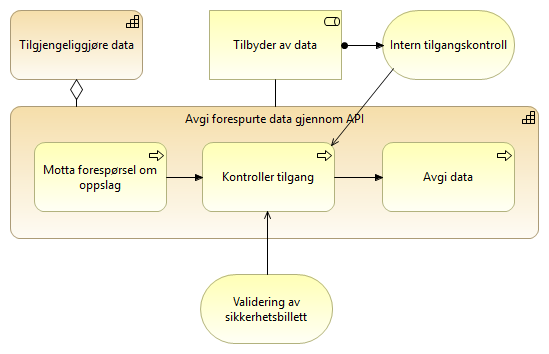 Tilgjengeliggjøre data
Tilbyder av data
Intern tilgangskontroll
Avgi forespurte data gjennom API
Motta forespørsel om
oppslag
Kontroller tilgang
Avgi data
Validering av
sikkerhetsbillett